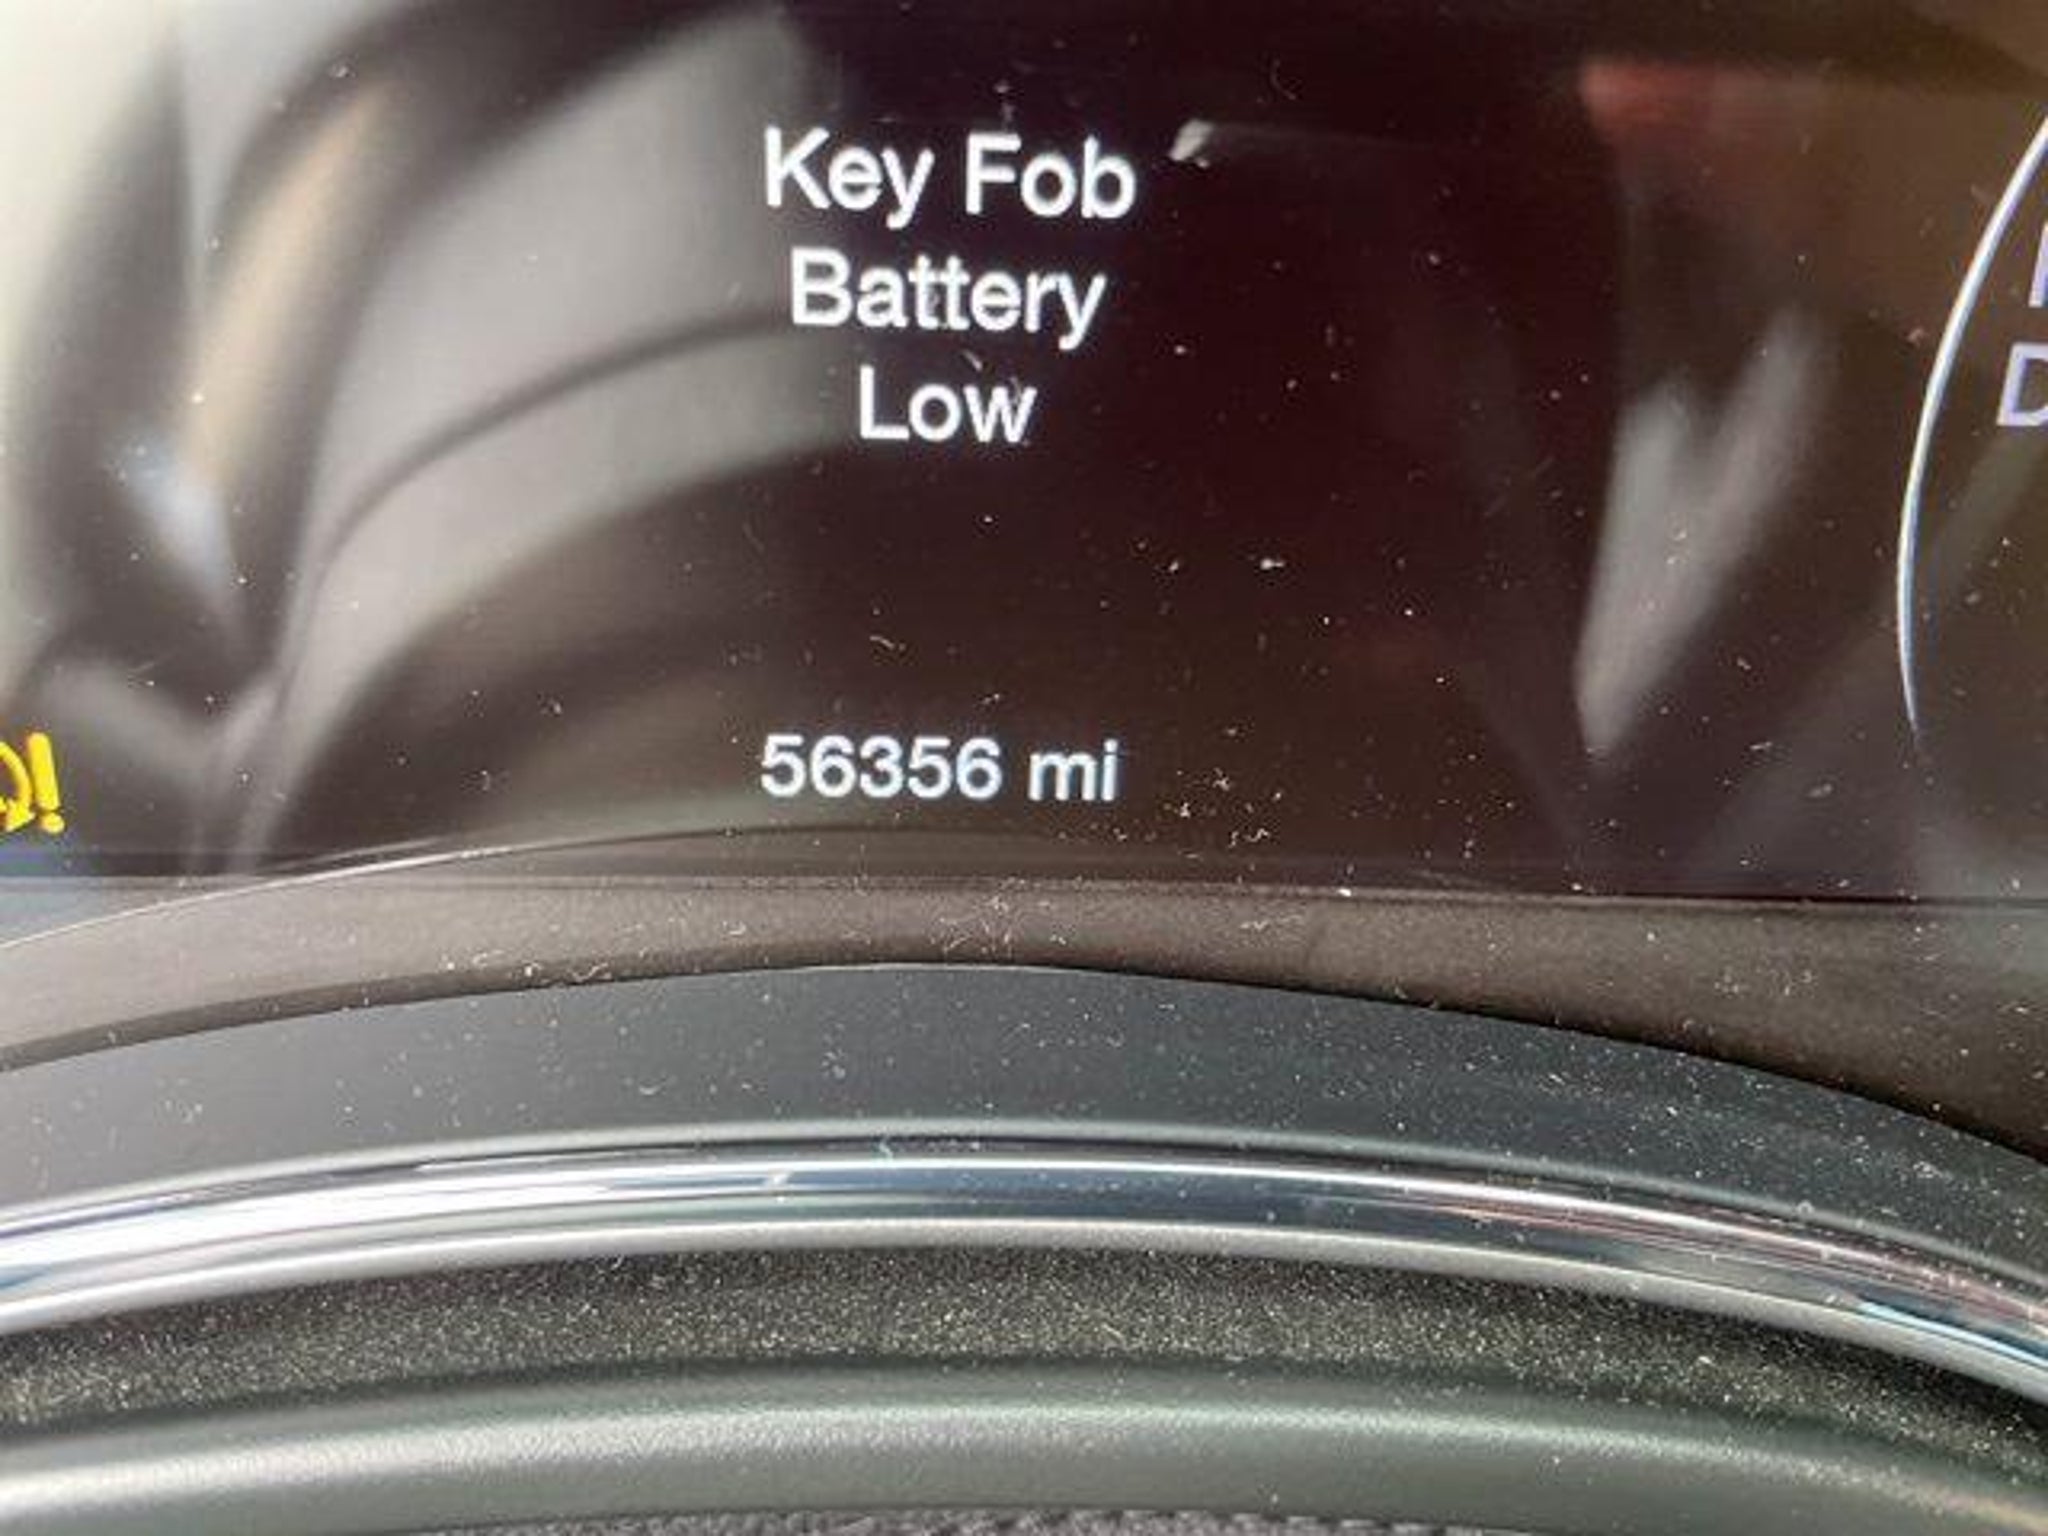 Key Fob
Battery
Low
56356 mi
D
!